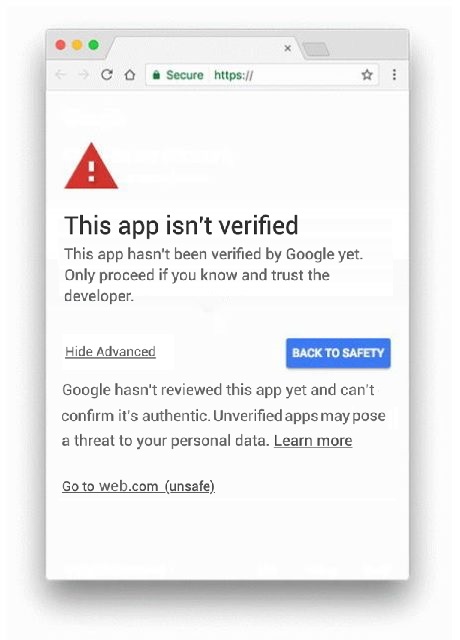 Secure https://
This app isn't verified
This app hasn't been verified by Google yet.
Only proceed if you know and trust the
developer.
Hide Advanced
BACK TO SAFETY
Google hasn't reviewed this app yet and can't
confirm it's authentic. Unverified apps may pose
a threat to your personal data. Learn more
Go to web.com (unsafe)